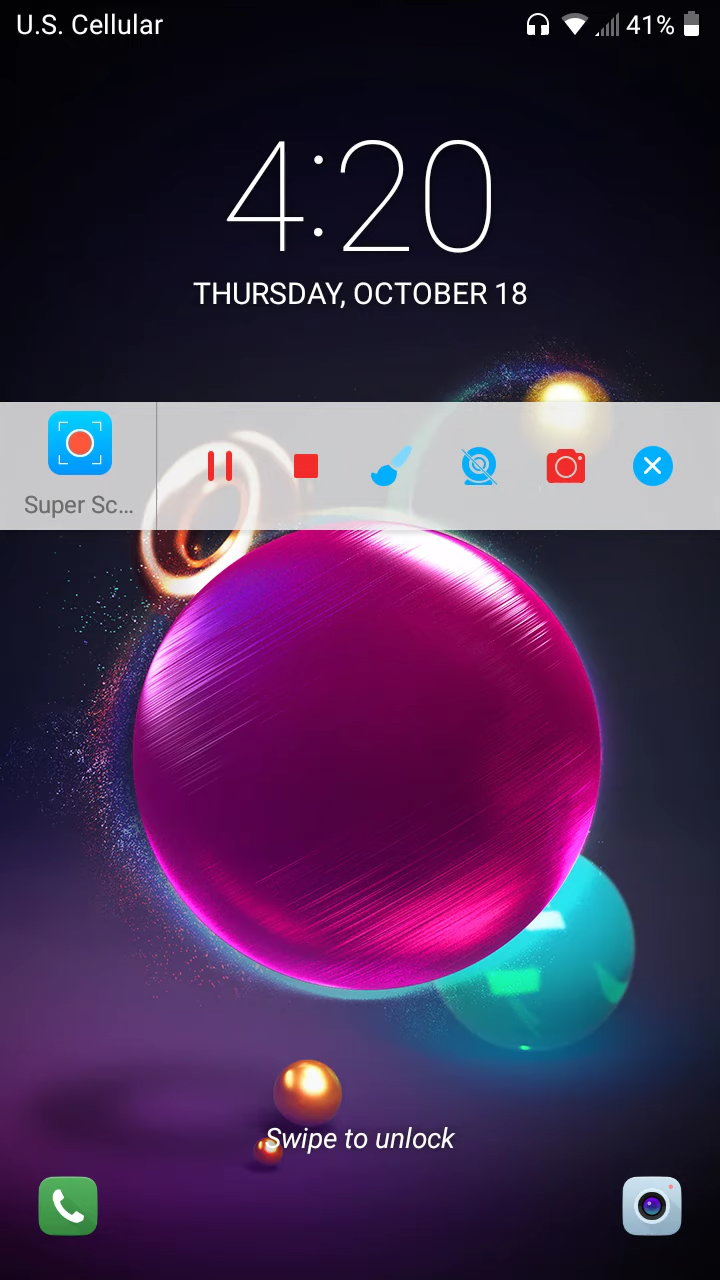 U.S. Cellular 41%
4:20
THURSDAY, OCTOBER 18
Super Sc...
Swipe to unlock